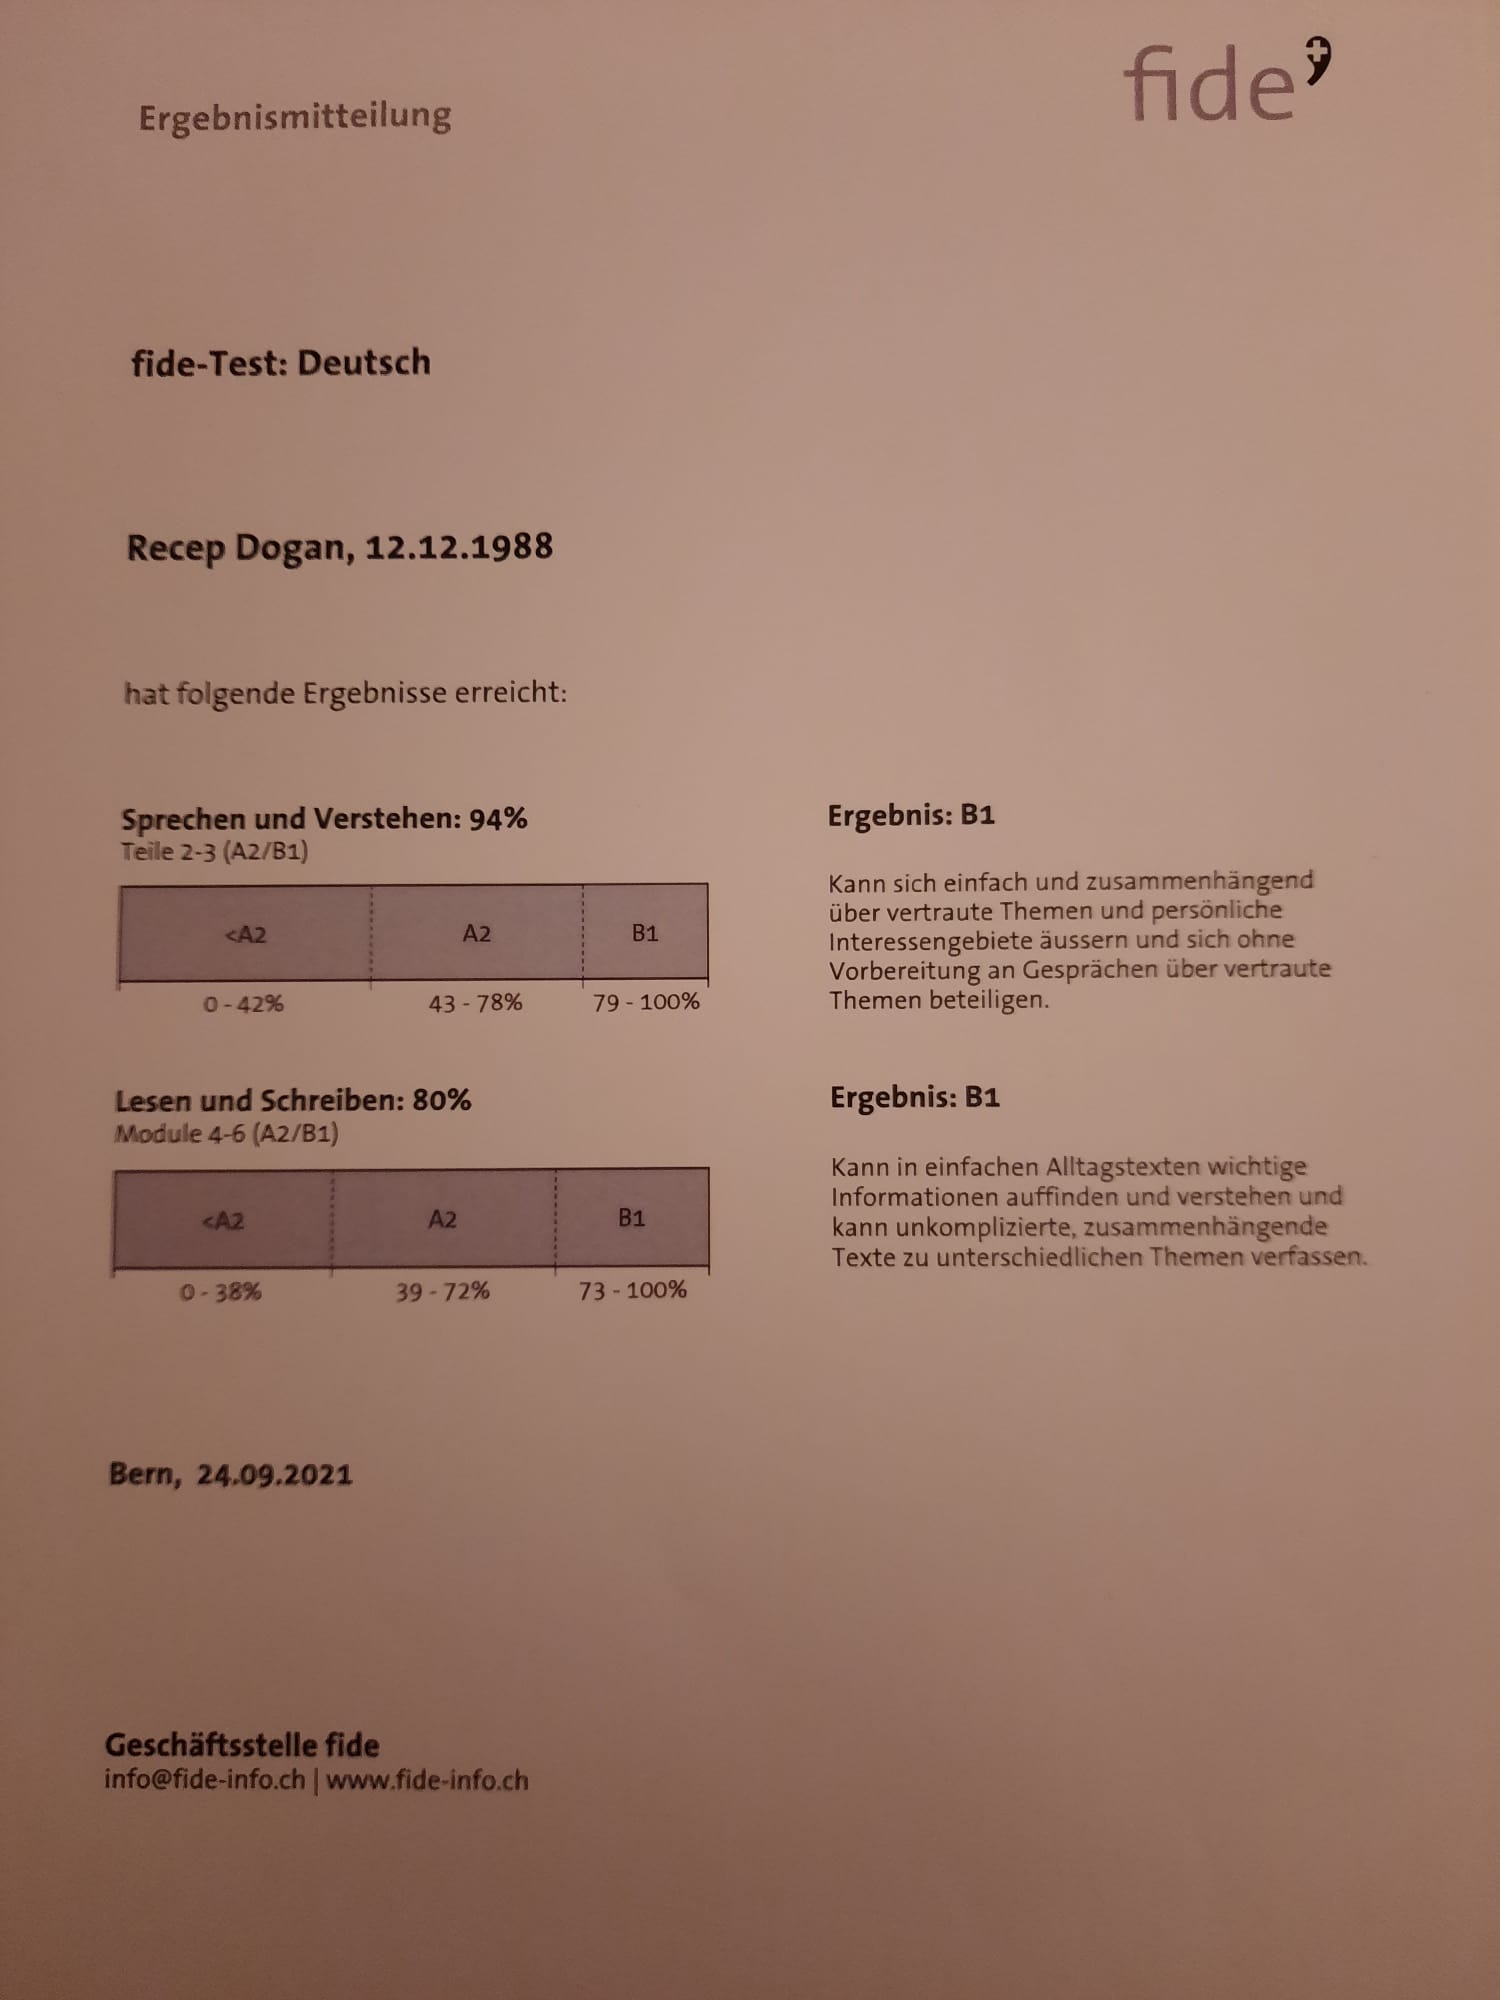 Ergebnismitteilung
fide
fide-Test: Deutsch
Recep Dogan, 12.12.1988
hat folgende Ergebnisse erreicht:
Sprechen und Verstehen: 94%
Teile 2-3 (A2/B1)
<A2 A2 B1
0 - 42% 43 - 78% 79 - 100%
Ergebnis: B1
Kann sich einfach und zusammenhängend
über vertraute Themen und persönliche
Interessengebiete äussern und sich ohne
Vorbereitung an Gesprächen über vertraute
Themen beteiligen.
Lesen und Schreiben: 80%
Module 4-6 (A2/B1)
<A2 A2 B1
0 - 38% 39 - 72% 73 - 100%
Ergebnis: B1
Kann in einfachen Alltagstexten wichtige
Informationen auffinden und verstehen und
kann unkomplizierte, zusammenhängende
Texte zu unterschiedlichen Themen verfassen.
Bern, 24.09.2021
Geschäftsstelle fide
info@fide-info.ch | www.fide-info.ch